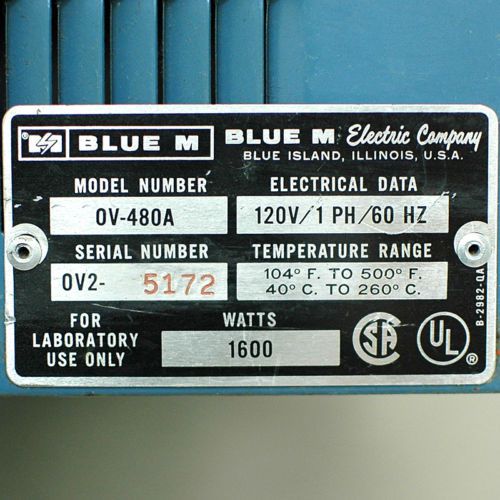 ® BLUE M BLUE M Electric Company
BLUE ISLAND, ILLINOIS, U.S.A.
MODEL NUMBER ELECTRICAL DATA
OV-480A 120V/1 PH/60 HZ
SERIAL NUMBER TEMPERATURE RANGE
OV2- 5172 104° F. TO 500° F.
40° C. TO 260° C.
FOR LABORATORY USE ONLY
WATTS
1600
SA
UL ®
B-2982-QA